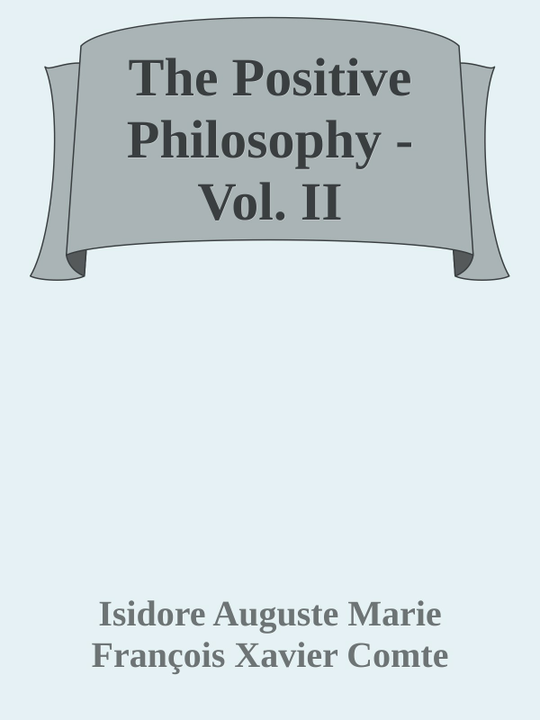 The Positive
Philosophy -
Vol. II
Isidore Auguste Marie
François Xavier Comte